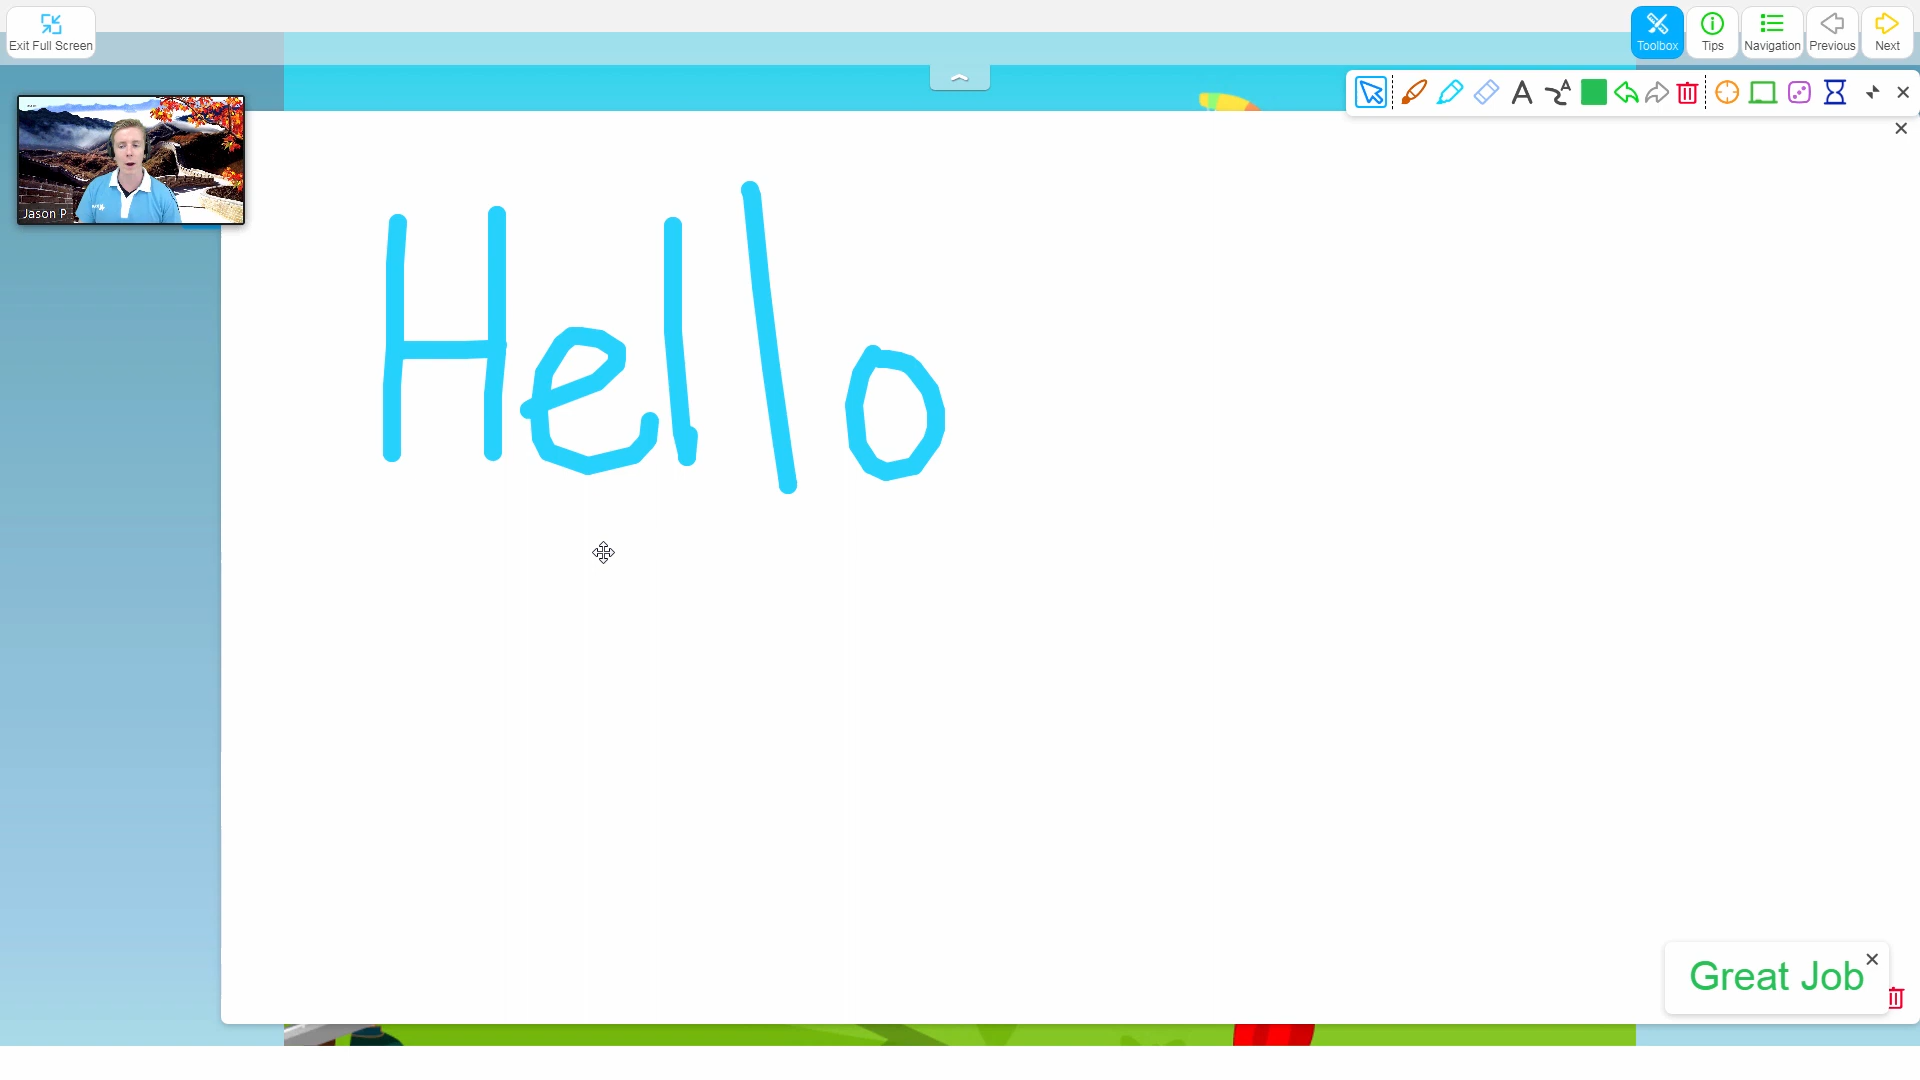 Exit Full Screen
Toolbox
Tips
Navigation
Previous
Next
Jason P
Hello
Great Job